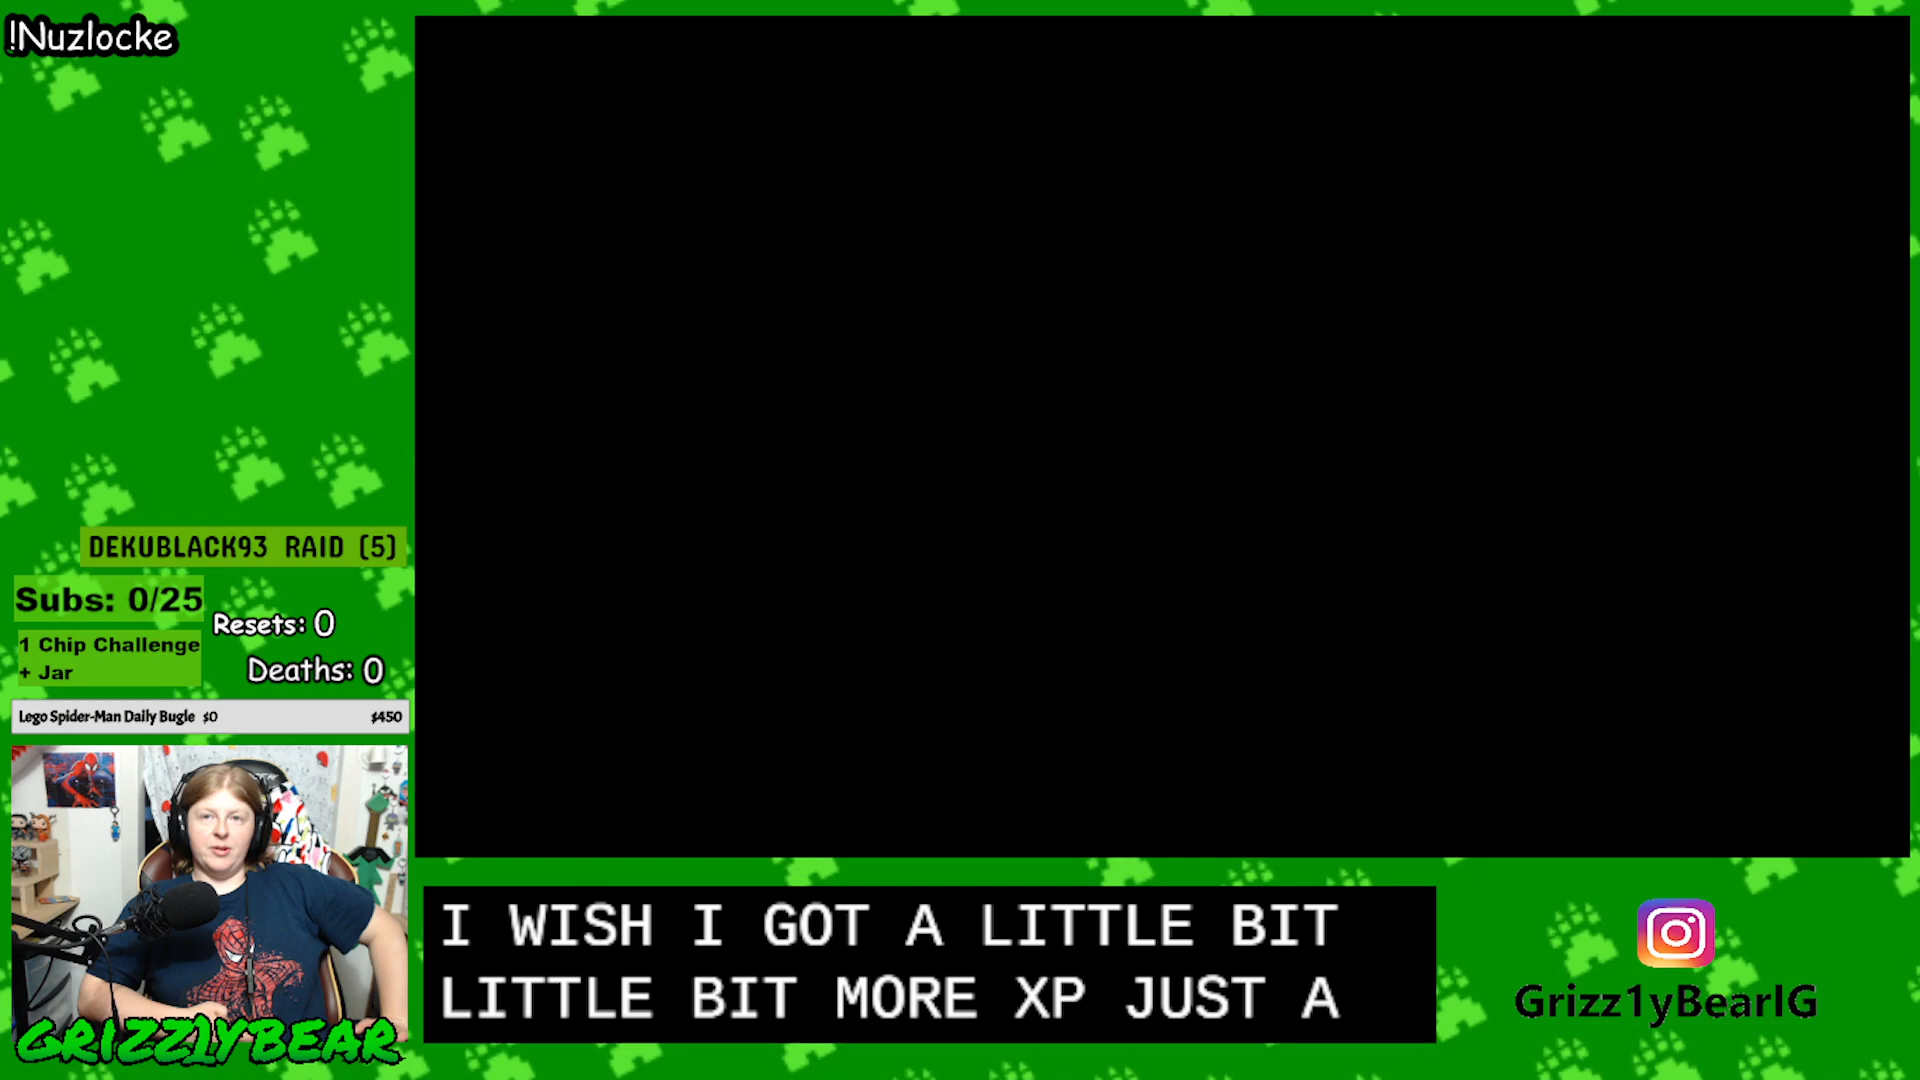 !Nuzlocke
DEKUBLACK93 RAID (5)
Subs: 0/25
Resets: 0
1 Chip Challenge
+ Jar
Deaths: 0
Lego Spider-Man Daily Bugle $0 $450
GRIZZ1YBEAR
I WISH I GOT A LITTLE BIT
LITTLE BIT MORE XP JUST A
Grizz1yBearIG